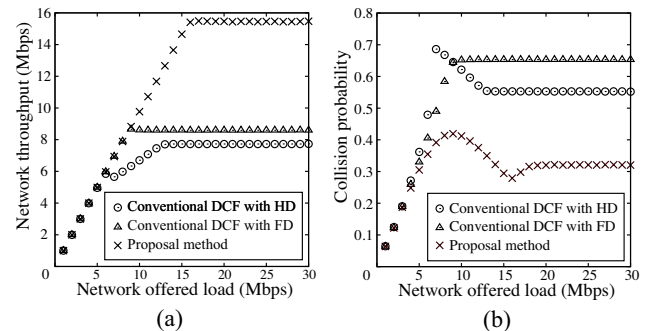 16
14
12
10
8
6
4
2
0
5
10
15
20
25
30
Network throughput (Mbps)
Network offered load (Mbps)
Conventional DCF with HD
Conventional DCF with FD
Proposal method
(a)
0.8
0.7
0.6
0.5
0.4
0.3
0.2
0.1
0
5
10
15
20
25
30
Collision probability
Network offered load (Mbps)
Conventional DCF with HD
Conventional DCF with FD
Proposal method
(b)